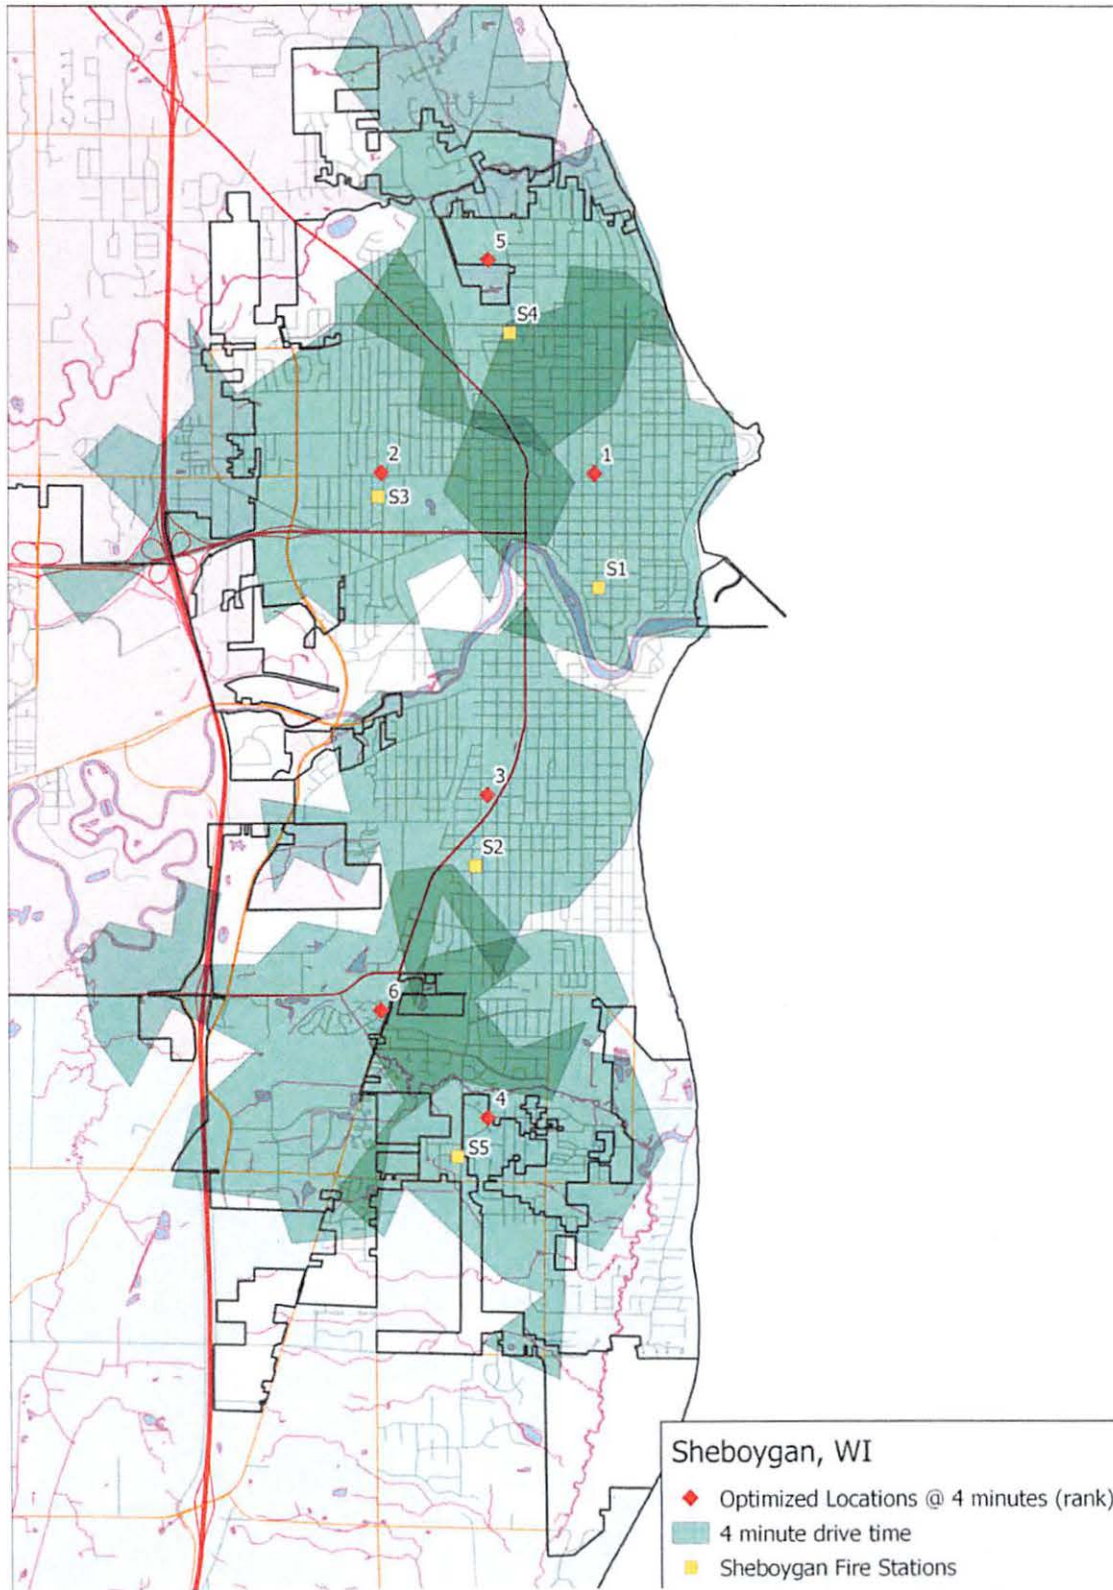 5
S4
2
1
S3
S1
3
S2
6
4
S5
Sheboygan, WI
Optimized Locations @ 4 minutes (rank)
4 minute drive time
Sheboygan Fire Stations